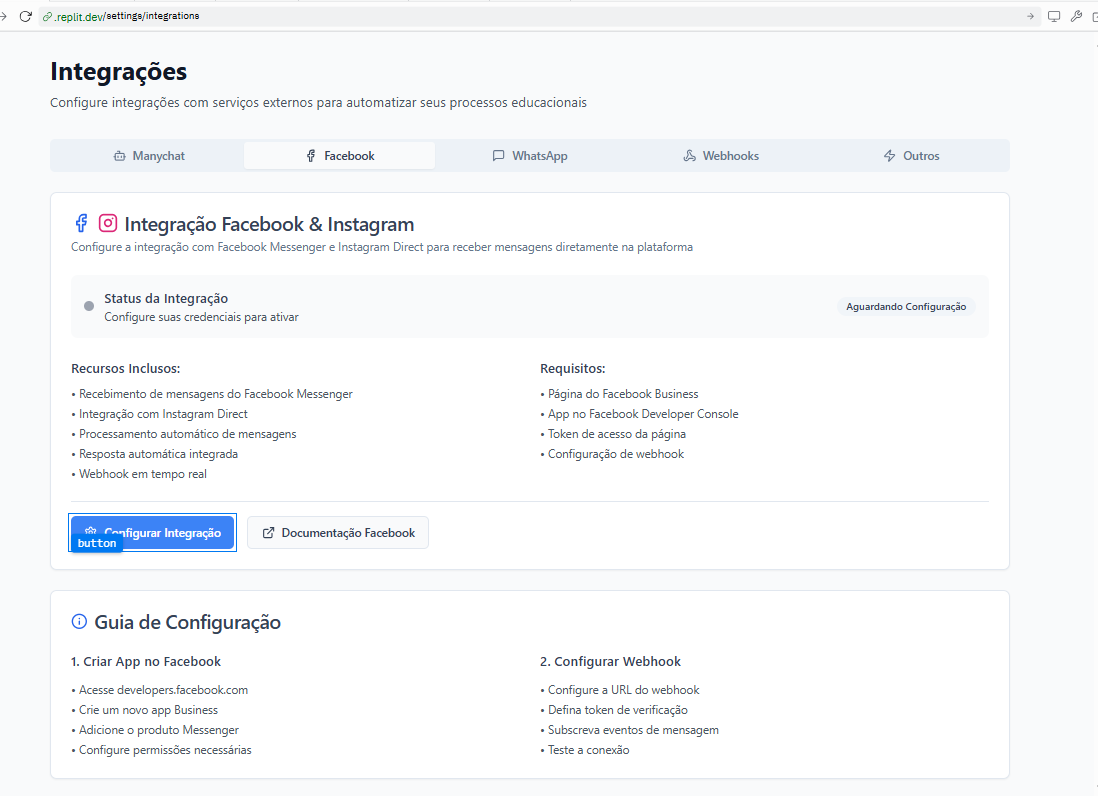 .replit.dev/settings/integrations
Integrações
Configure integrações com serviços externos para automatizar seus processos educacionais
Manychat
Facebook
WhatsApp
Webhooks
Outros
Integração Facebook & Instagram
Configure a integração com Facebook Messenger e Instagram Direct para receber mensagens diretamente na plataforma
Status da Integração
Configure suas credenciais para ativar
Aguardando Configuração
Recursos Inclusos:
• Recebimento de mensagens do Facebook Messenger
• Integração com Instagram Direct
• Processamento automático de mensagens
• Resposta automática integrada
• Webhook em tempo real
Requisitos:
• Página do Facebook Business
• App no Facebook Developer Console
• Token de acesso da página
• Configuração de webhook
Configurar Integração
button
Documentação Facebook
Guia de Configuração
1. Criar App no Facebook
• Acesse developers.facebook.com
• Crie um novo app Business
• Adicione o produto Messenger
• Configure permissões necessárias
2. Configurar Webhook
• Configure a URL do webhook
• Defina token de verificação
• Subscreva eventos de mensagem
• Teste a conexão